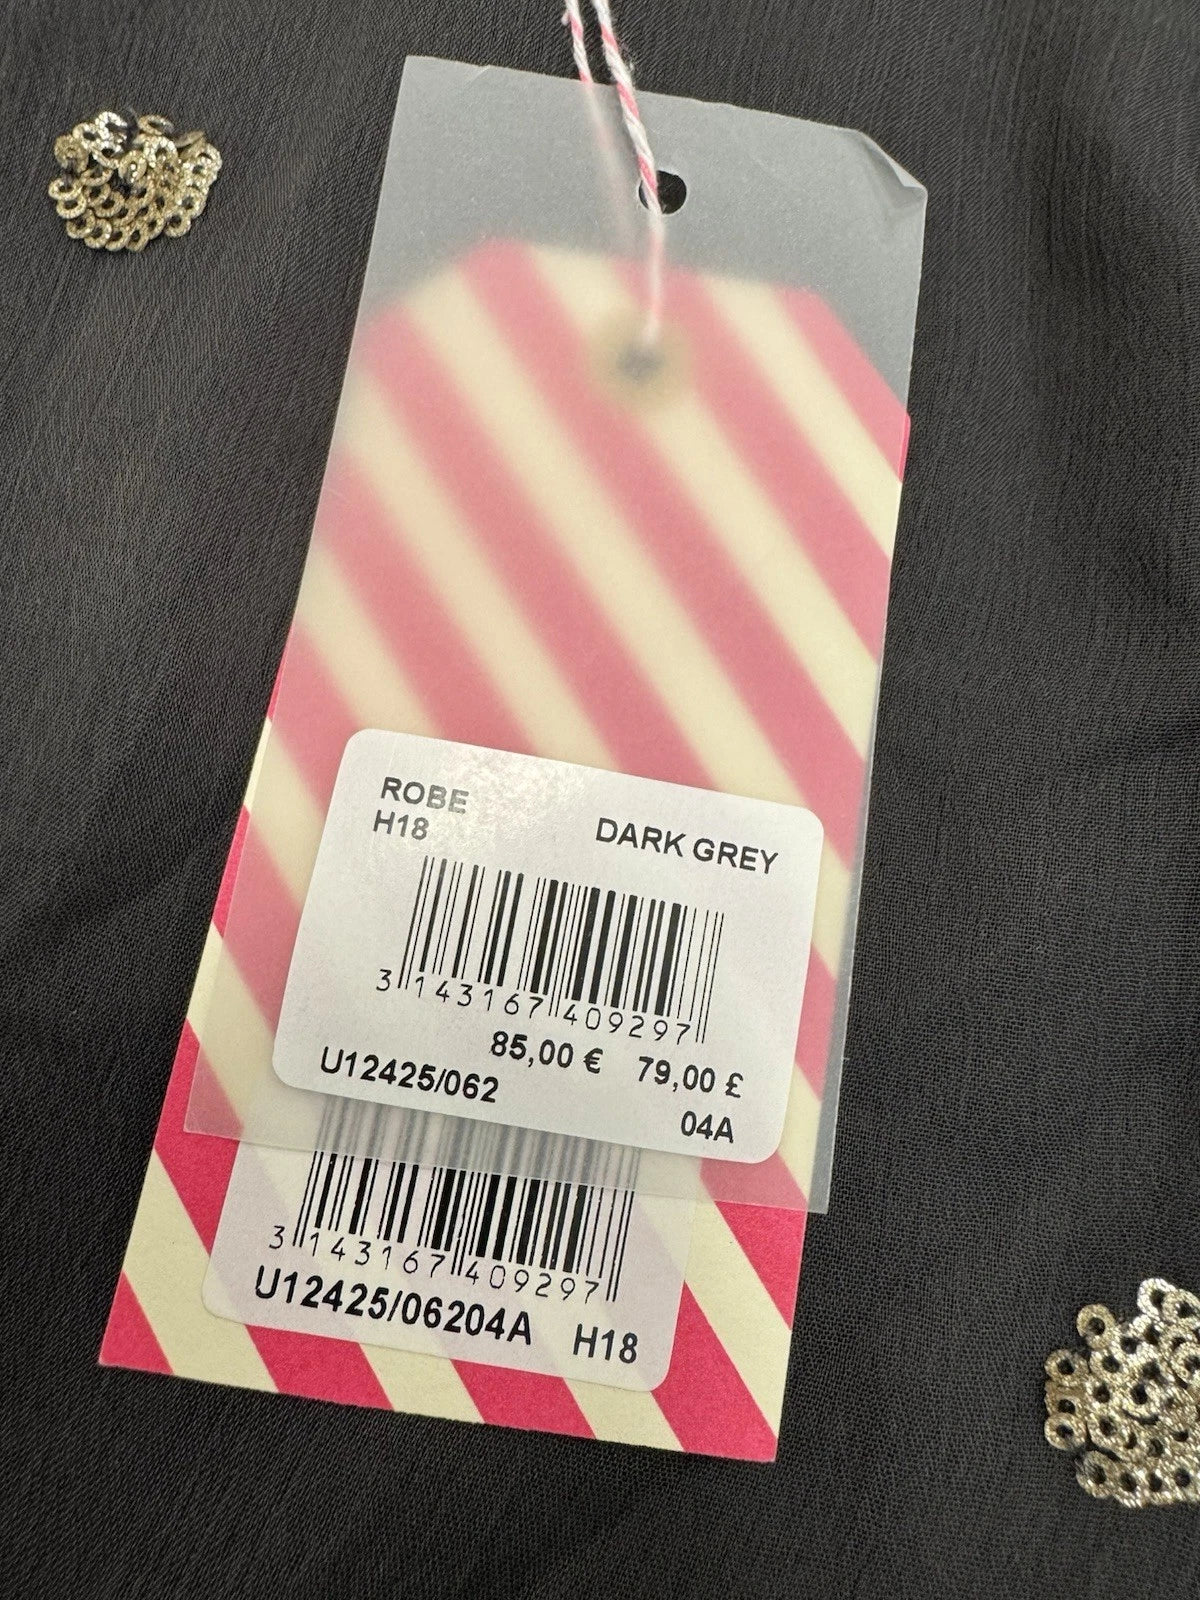 ROBE
H18
DARK GREY
3 143167 409297
85,00 € 79,00 £
U12425/062
04A
3 143167 409297
U12425/06204A H18